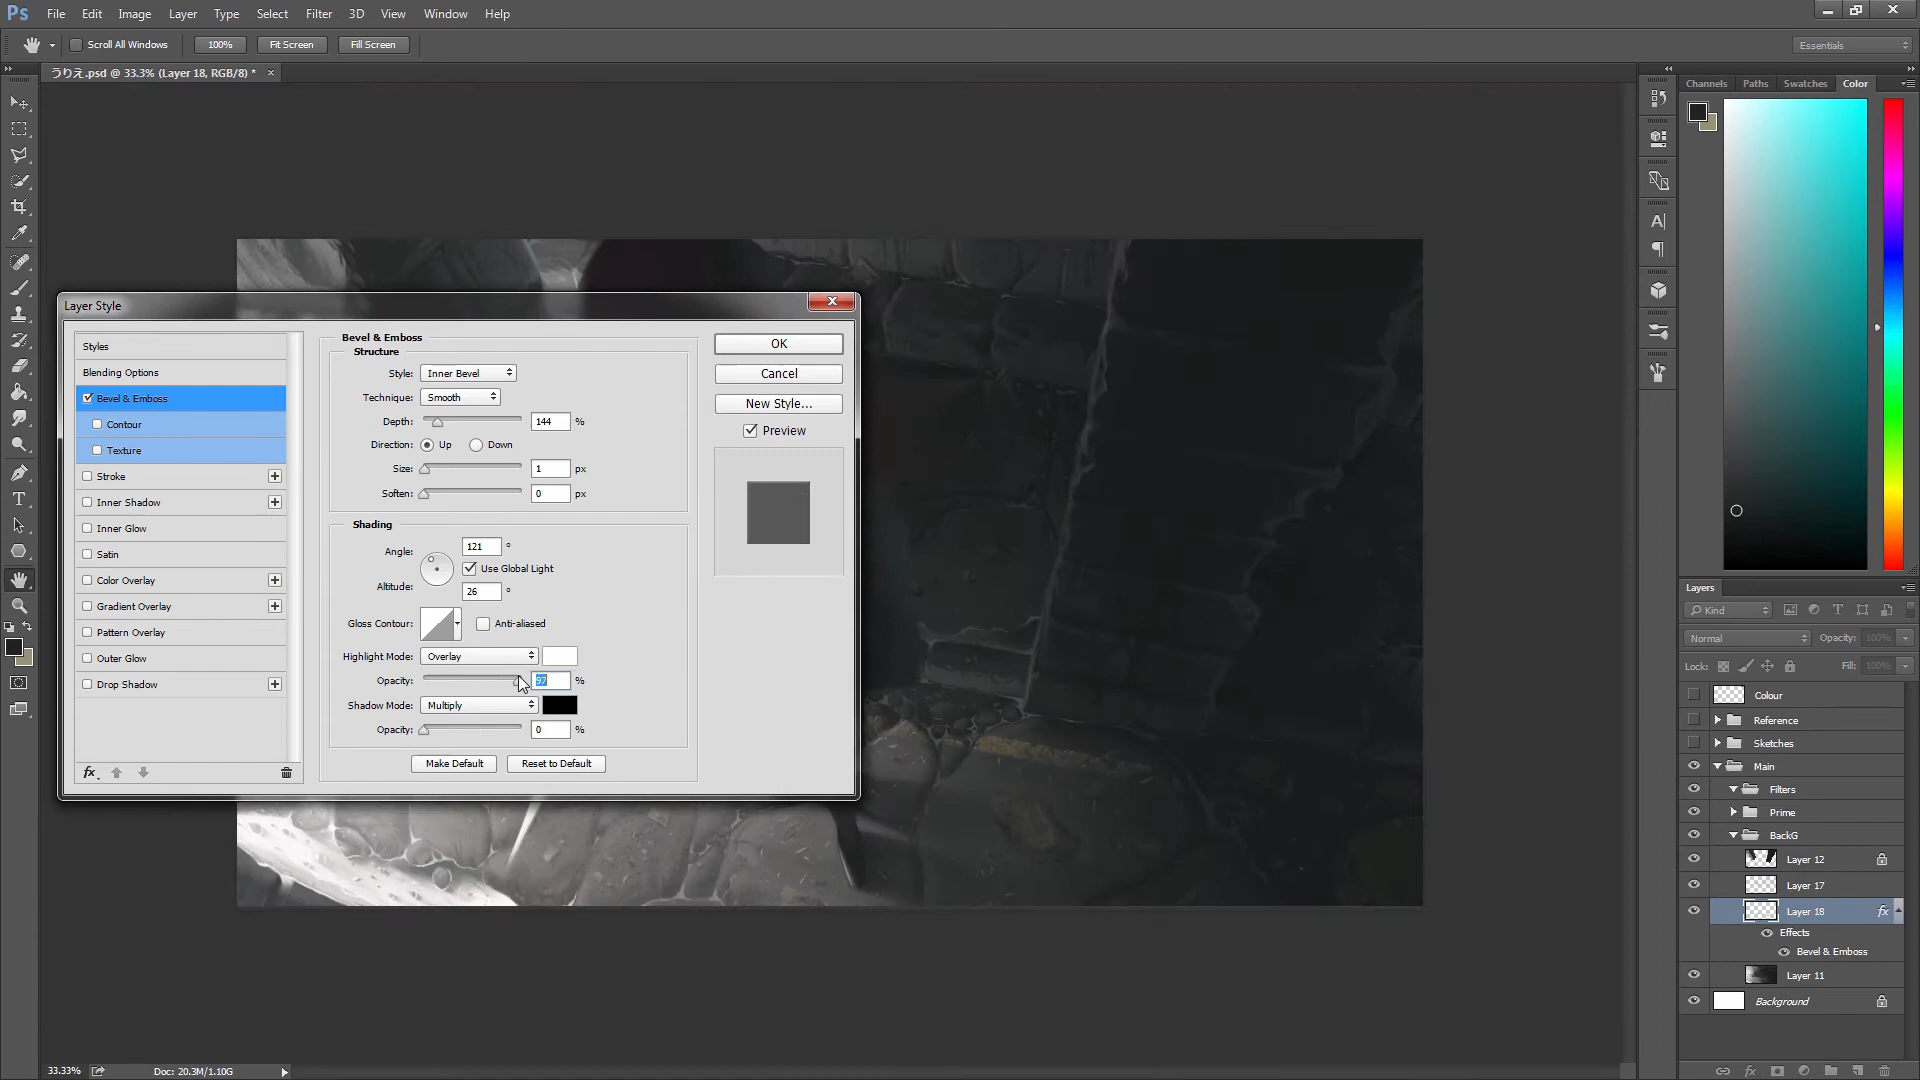 Ps File Edit Image Layer Type Select Filter 3D View Window Help
Scroll All Windows 100% Fit Screen Fill Screen Essentials
うりえ.psd @ 33.3% (Layer 18, RGB/8) *
Channels Paths Swatches Color
Layer Style
Styles
Blending Options
Bevel & Emboss
Contour
Texture
Stroke
Inner Shadow
Inner Glow
Satin
Color Overlay
Gradient Overlay
Pattern Overlay
Outer Glow
Drop Shadow
fx
Bevel & Emboss
Structure
Style: Inner Bevel
Technique: Smooth
Depth: 144 %
Direction: Up Down
Size: 1 px
Soften: 0 px
Shading
Angle: 121 °
Use Global Light
Altitude: 26 °
Gloss Contour: Anti-aliased
Highlight Mode: Overlay
Opacity: 97 %
Shadow Mode: Multiply
Opacity: 0 %
Make Default Reset to Default
OK
Cancel
New Style...
Preview
Layers
Kind
Normal Opacity: 100%
Lock: Fill: 100%
Colour
Reference
Sketches
Main
Filters
Prime
BackG
Layer 12
Layer 17
Layer 18 fx
Effects
Bevel & Emboss
Layer 11
Background
33.33% Doc: 20.3M/1.10G
fx